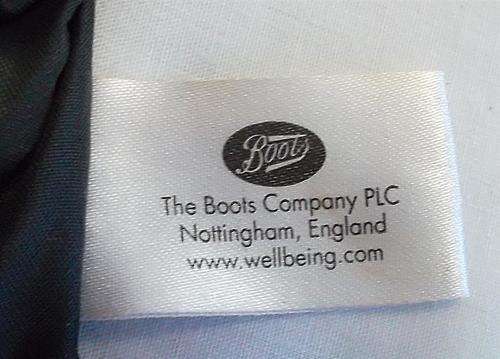 Boots
The Boots Company PLC
Nottingham, England
www.wellbeing.com